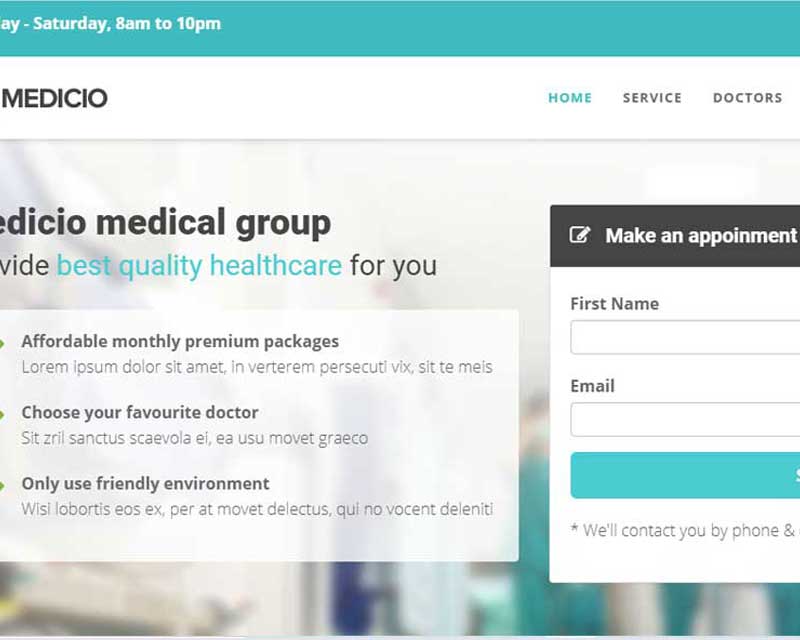 ay - Saturday, 8am to 10pm
MEDICIO
HOME SERVICE DOCTORS
edicio medical group
vide best quality healthcare for you
Make an appoinment
Affordable monthly premium packages
Lorem ipsum dolor sit amet, in verterem persecuti vix, sit te meis
Choose your favourite doctor
Sit zril sanctus scaevola ei, ea usu movet graeco
Only use friendly environment
Wisi lobortis eos ex, per at movet delectus, qui no vocent deleniti
First Name
Email
* We'll contact you by phone &